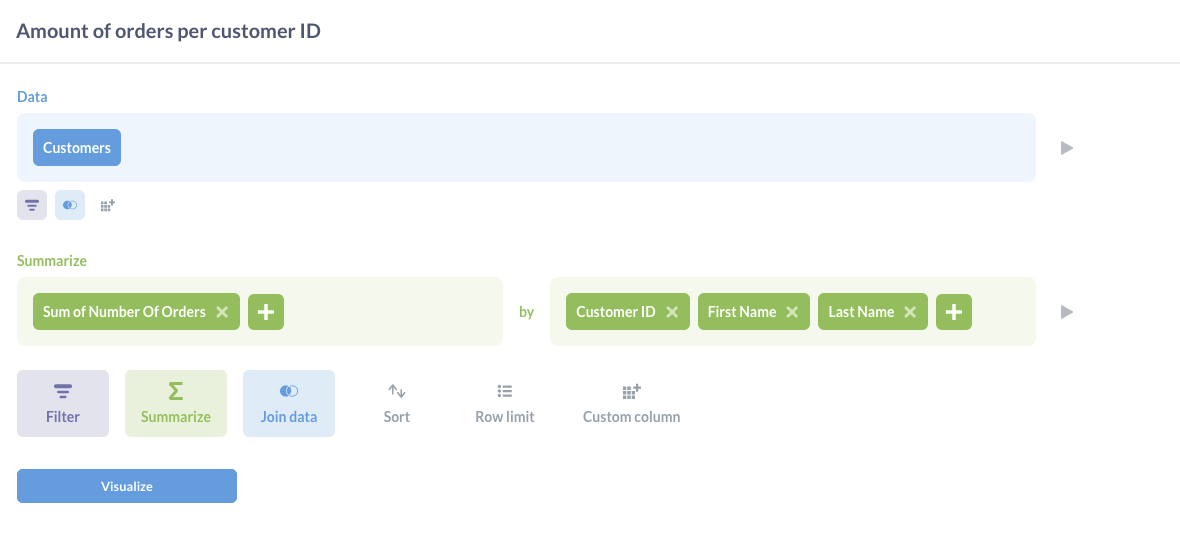 Amount of orders per customer ID
Data
Customers
Summarize
Sum of Number Of Orders
by
Customer ID
First Name
Last Name
Filter
Summarize
Join data
Sort
Row limit
Custom column
Visualize